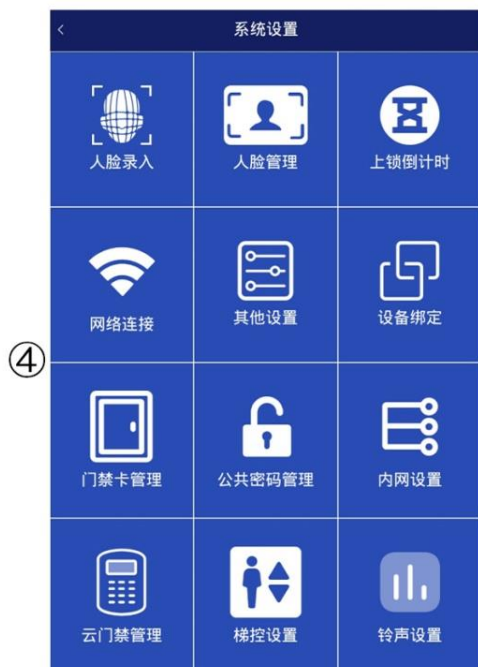 系统设置
人脸录入 人脸管理 上锁倒计时
网络连接 其他设置 设备绑定
④
门禁卡管理 公共密码管理 内网设置
云门禁管理 梯控设置 铃声设置